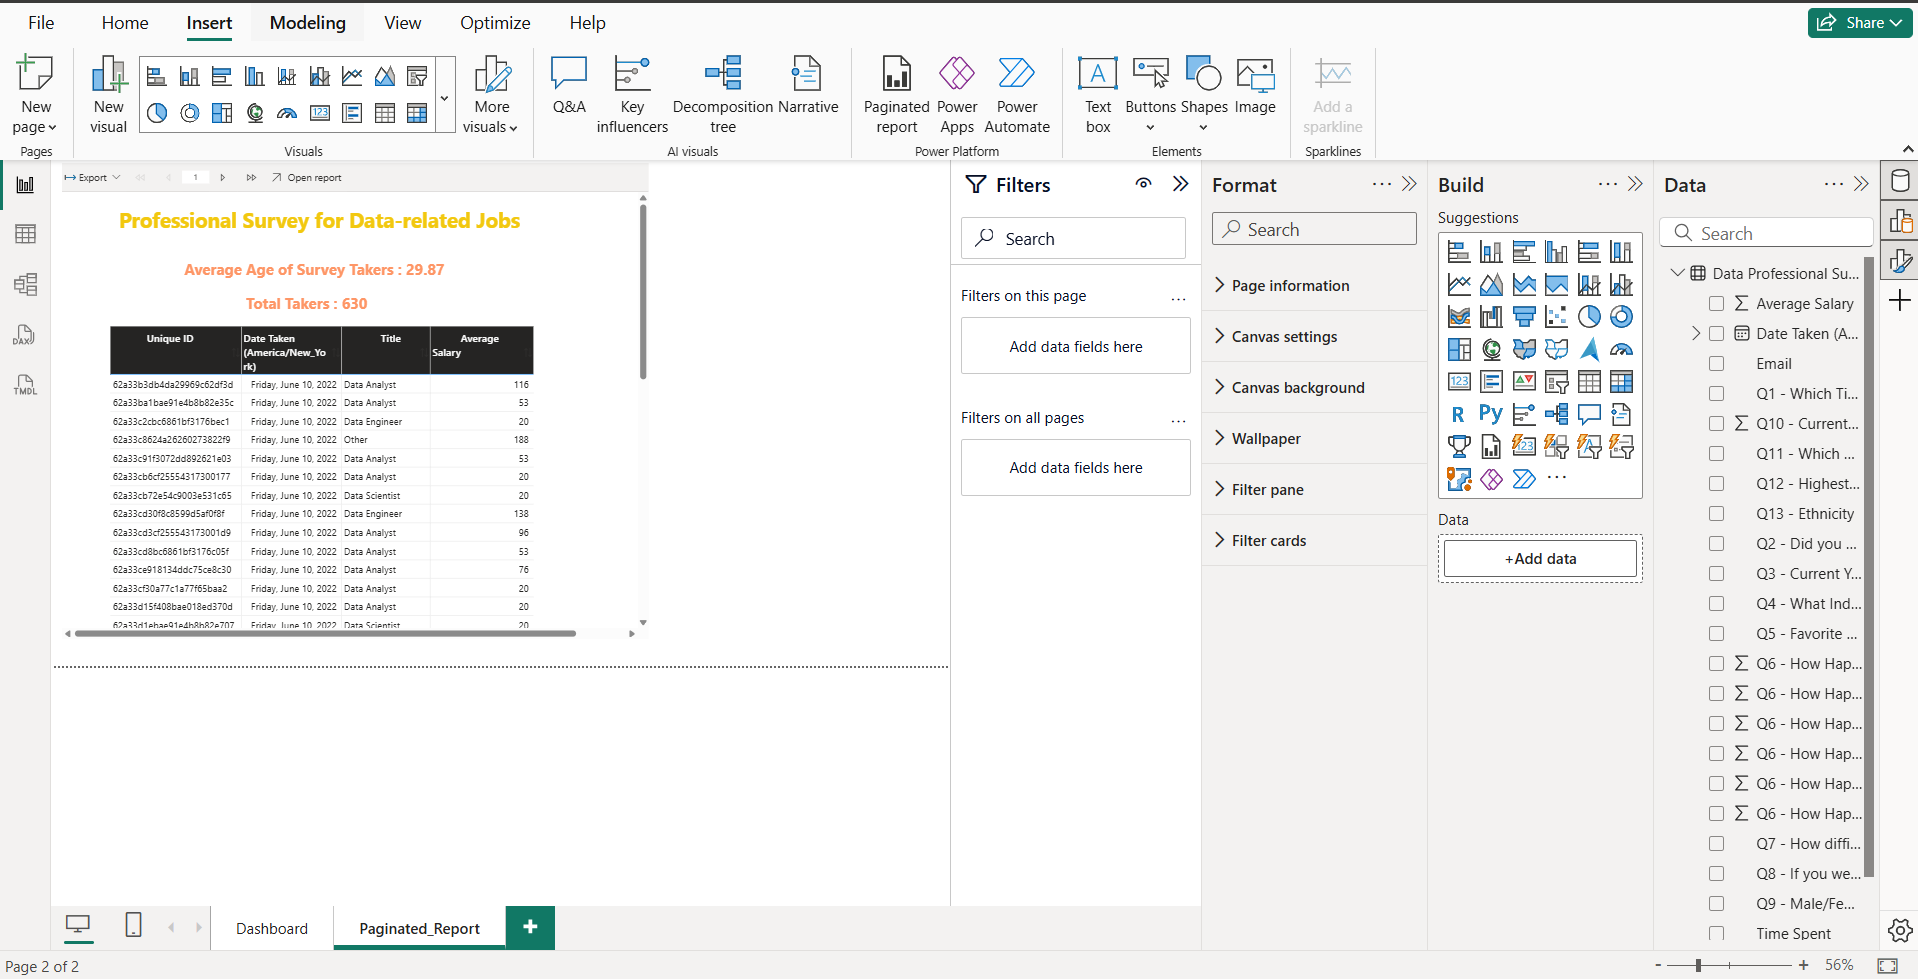 File Home Insert Modeling View Optimize Help Share
New page
New visual
More visuals
Q&A
Key influencers
Decomposition tree
Narrative
Paginated report
Power Apps
Power Automate
Text box
Buttons
Shapes
Image
Add a sparkline
Pages Visuals AI visuals Power Platform Elements Sparklines
Export 1 Open report
Professional Survey for Data-related Jobs
Average Age of Survey Takers : 29.87
Total Takers : 630
Unique ID Date Taken (America/New_York) Title Average Salary
62a33b3db4da29969c62df3d Friday, June 10, 2022 Data Analyst 116
62a33ba1bae91e4b8b82e35c Friday, June 10, 2022 Data Analyst 53
62a33c2cbc6861bf3176bec1 Friday, June 10, 2022 Data Engineer 20
62a33c8624a26260273822f9 Friday, June 10, 2022 Other 188
62a33c91f3072dd892621e03 Friday, June 10, 2022 Data Analyst 53
62a33cb6cf25554317300177 Friday, June 10, 2022 Data Analyst 20
62a33cb72e54c9003e531c65 Friday, June 10, 2022 Data Scientist 20
62a33cd30f8c8599d5af0f8f Friday, June 10, 2022 Data Engineer 138
62a33cd3cf255543173001d9 Friday, June 10, 2022 Data Analyst 96
62a33cd8bc6861bf3176c05f Friday, June 10, 2022 Data Analyst 53
62a33ce918134ddc75ce8c30 Friday, June 10, 2022 Data Analyst 76
62a33cf30a77c1a77f65baa2 Friday, June 10, 2022 Data Analyst 20
62a33d15f408bae018ed370d Friday, June 10, 2022 Data Analyst 20
62a33d1ebae91e4b8b82e707 Friday, June 10, 2022 Data Scientist 20
Filters
Search
Filters on this page ...
Add data fields here
Filters on all pages ...
Add data fields here
Format ...
Search
Page information
Canvas settings
Canvas background
Wallpaper
Filter pane
Filter cards
Build ...
Suggestions
123
R Py
123
...
Data
+Add data
Data ...
Search
Data Professional Su...
Average Salary
Date Taken (A...
Email
Q1 - Which Ti...
Q10 - Current...
Q11 - Which ...
Q12 - Highest...
Q13 - Ethnicity
Q2 - Did you ...
Q3 - Current Y...
Q4 - What Ind...
Q5 - Favorite ...
Q6 - How Hap...
Q6 - How Hap...
Q6 - How Hap...
Q6 - How Hap...
Q6 - How Hap...
Q6 - How Hap...
Q7 - How diffi...
Q8 - If you we...
Q9 - Male/Fe...
Time Spent
DAX
TMDL
Dashboard Paginated_Report +
Page 2 of 2
- + 56%